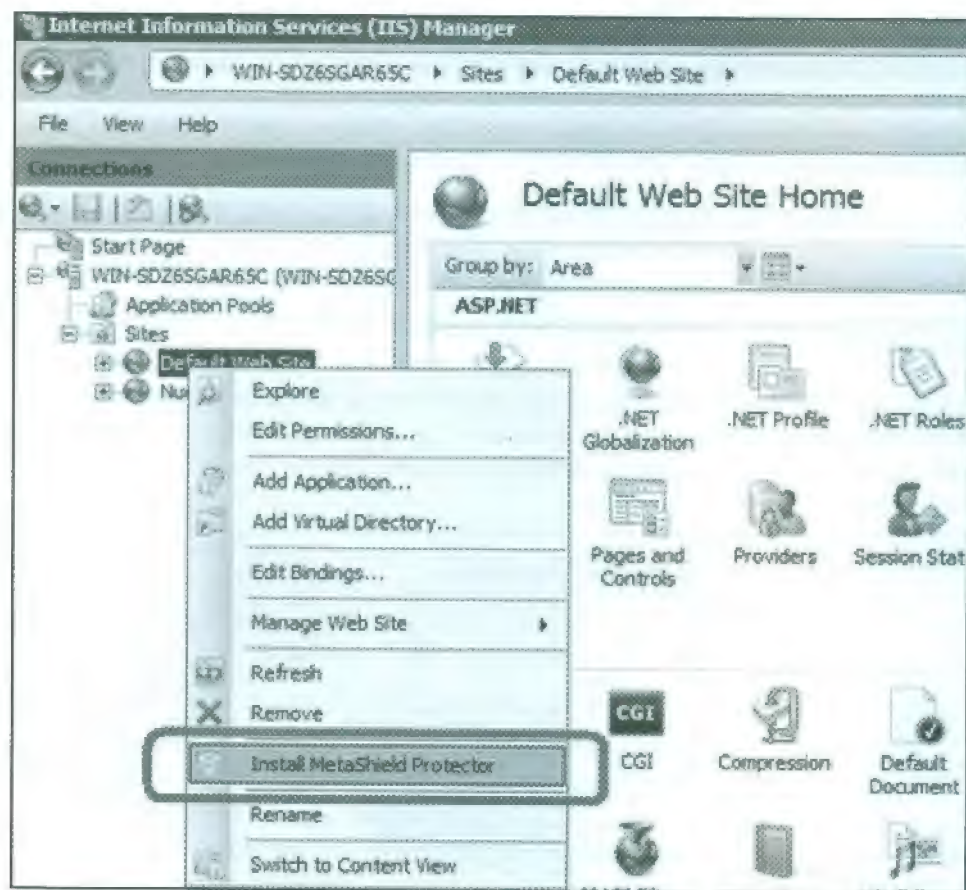 Internet Information Services (IIS) Manager
WIN-SDZ6SGAR6SC ▸ Sites ▸ Default Web Site ▸
File View Help
Connections
Start Page
WIN-SDZ6SGAR6SC (WIN-SDZ6SG
Application Pools
Sites
Default Web Site
Explore
Edit Permissions...
Add Application...
Add Virtual Directory...
Edit Bindings...
Manage Web Site
Refresh
Remove
Install MetaShield Protector
Rename
Switch to Content View
Default Web Site Home
Group by: Area
ASP.NET
.NET Globalization
.NET Profile
.NET Roles
Pages and Controls
Providers
Session Stat
CGI
CGI
Compression
Default Document